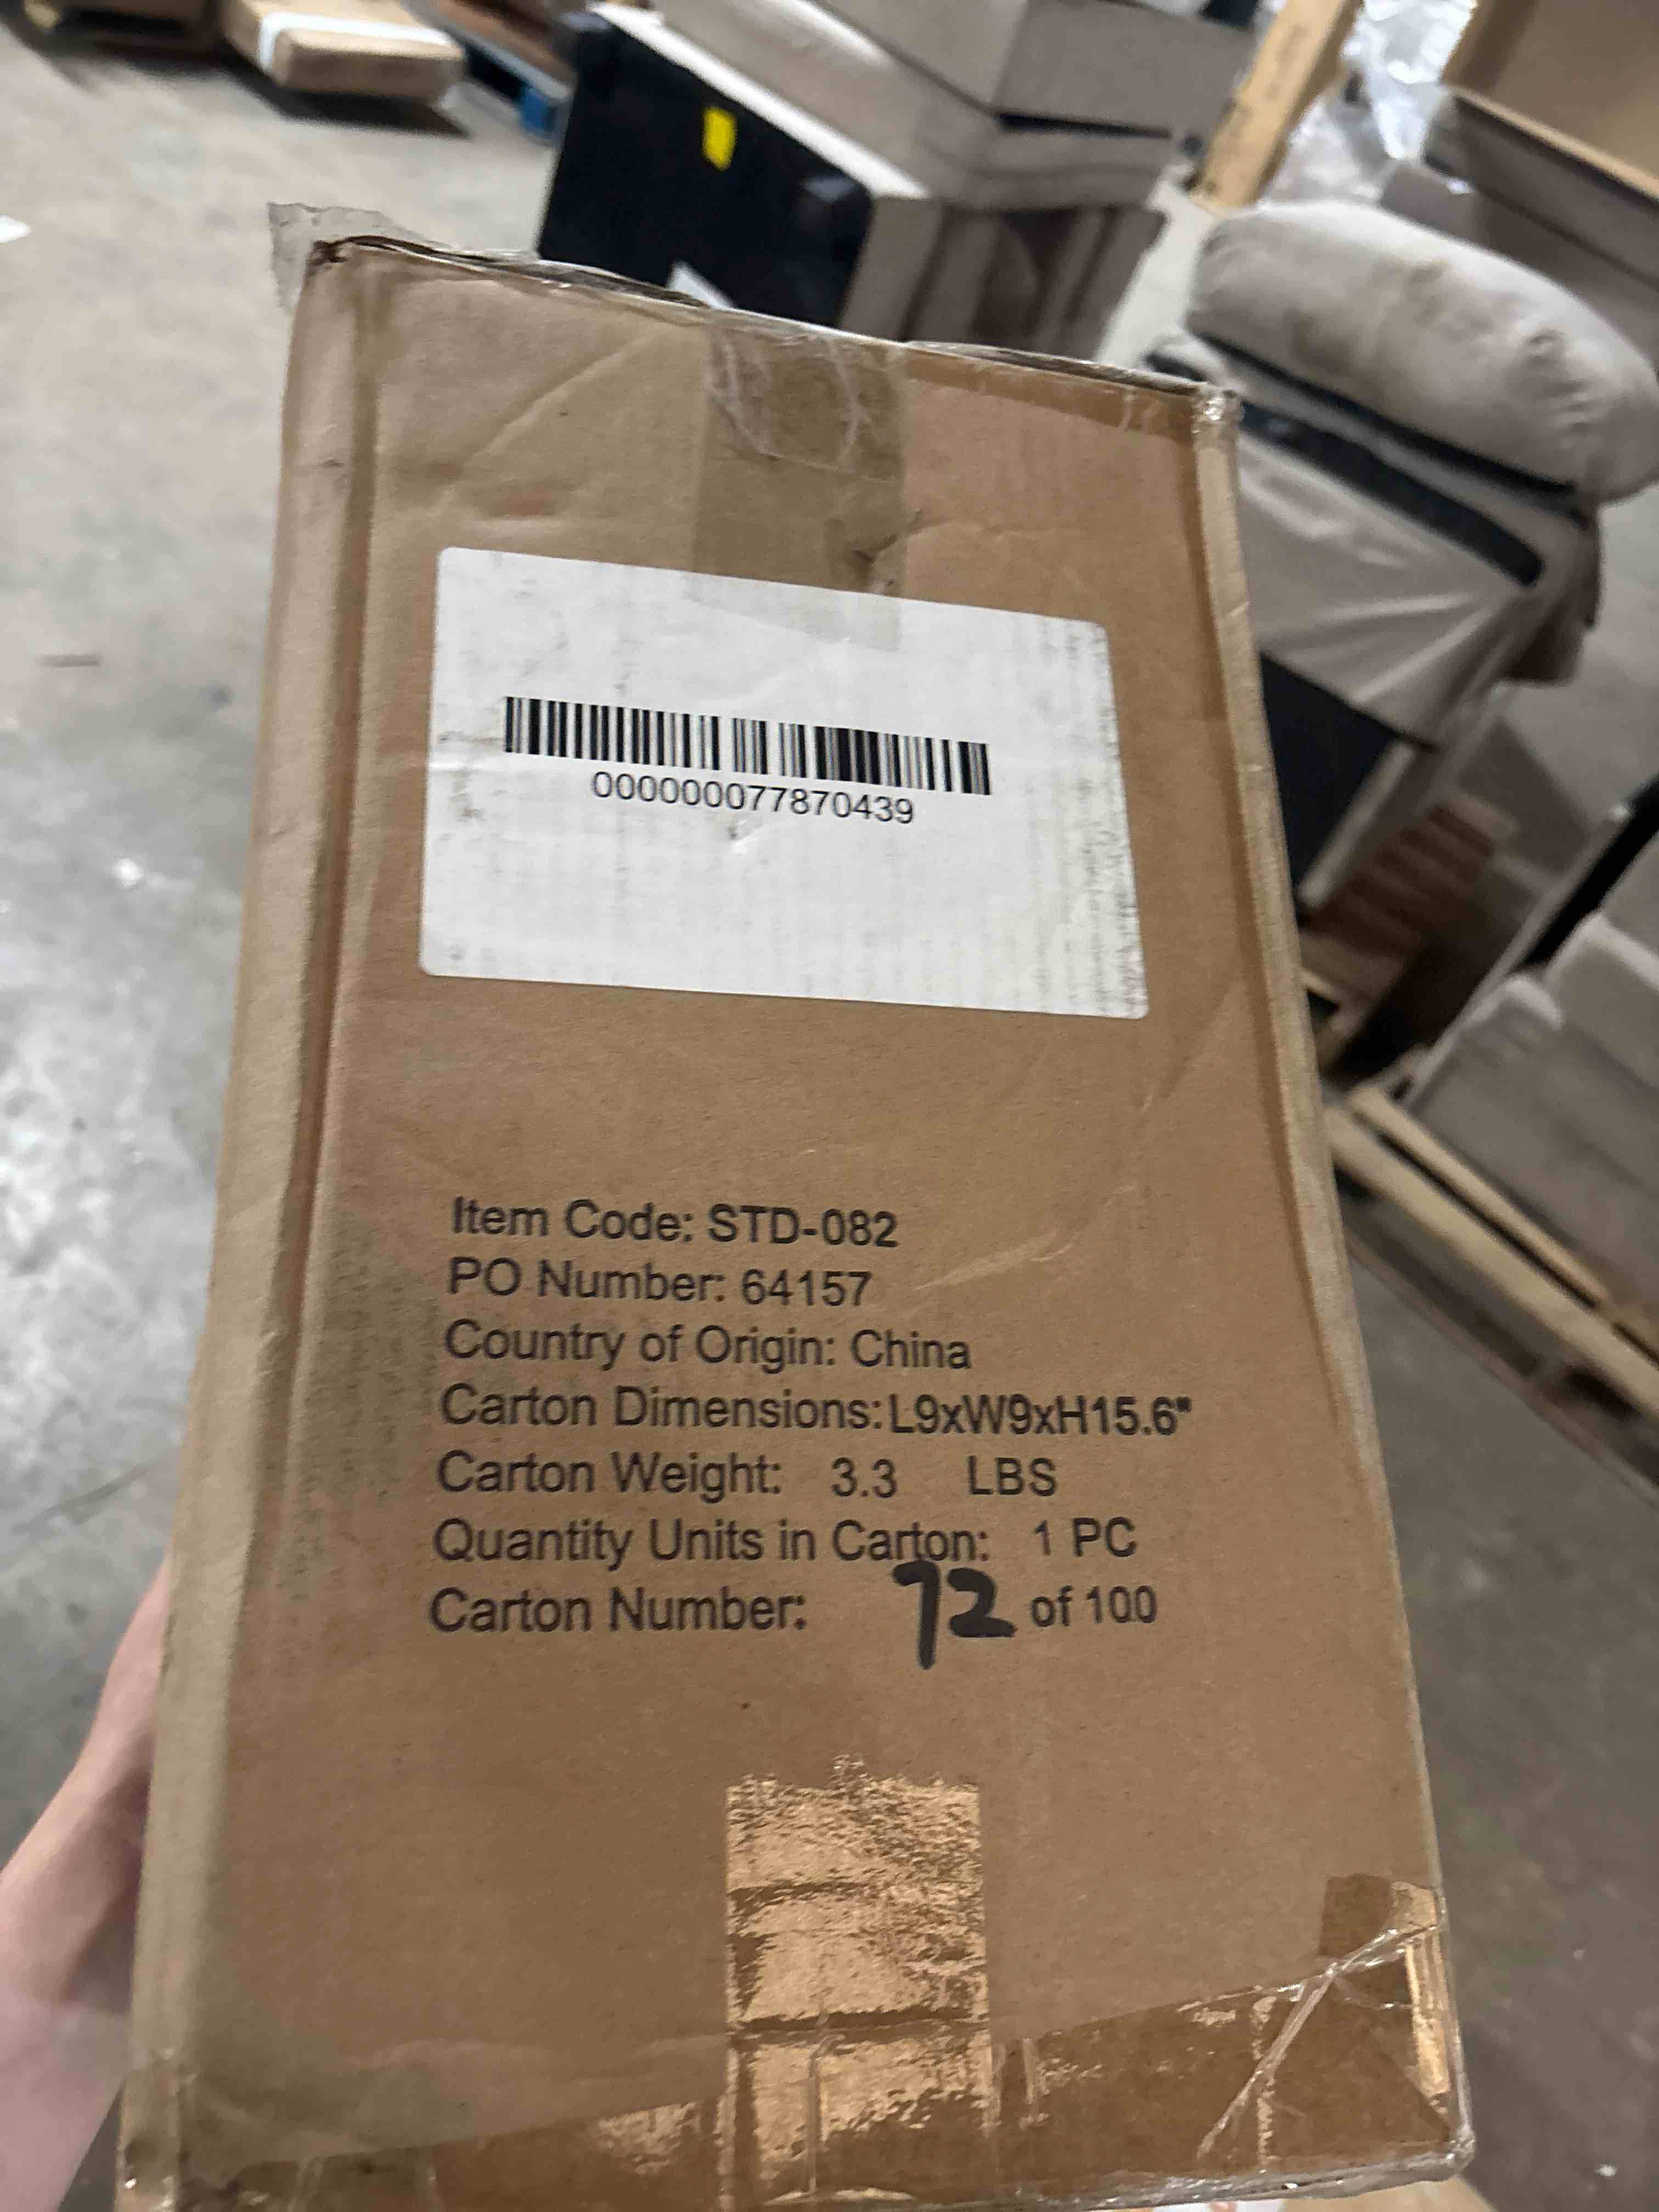 000000077870439
Item Code: STD-082
PO Number: 64157
Country of Origin: China
Carton Dimensions: L9xW9xH15.6"
Carton Weight: 3.3 LBS
Quantity Units in Carton: 1 PC
Carton Number: 72 of 100